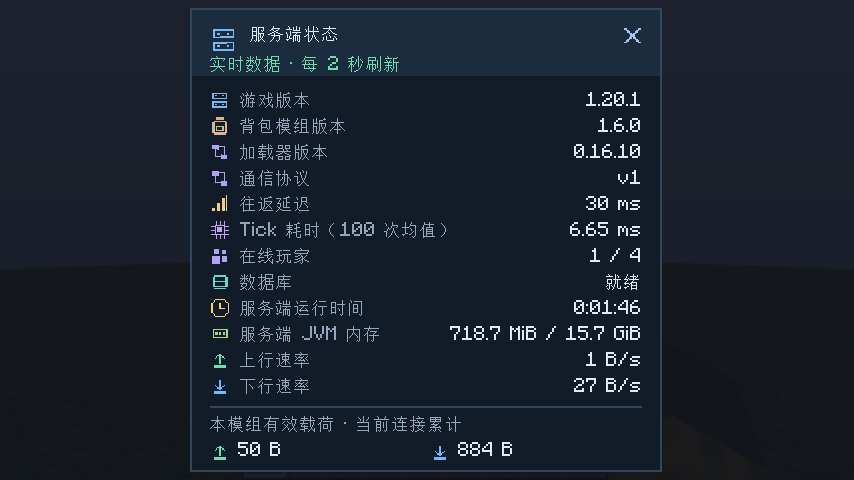 服务端状态
实时数据 · 每 2 秒刷新
游戏版本 1.20.1
背包模组版本 1.6.0
加载器版本 0.16.10
通信协议 v1
往返延迟 30 ms
Tick 耗时（100 次均值） 6.65 ms
在线玩家 1 / 4
数据库 就绪
服务端运行时间 0:01:46
服务端 JVM 内存 718.7 MiB / 15.7 GiB
上行速率 1 B/s
下行速率 27 B/s
本模组有效载荷 · 当前连接累计
50 B 884 B